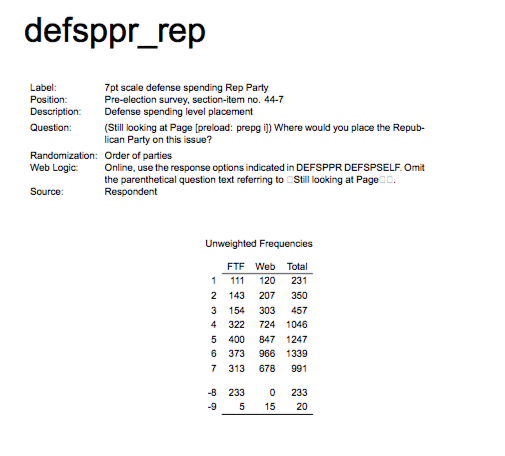 defsppr_rep
Label: 7pt scale defense spending Rep Party
Position: Pre-election survey, section-item no. 44-7
Description: Defense spending level placement
Question: (Still looking at Page [preload: prepg i]) Where would you place the Repub-
lican Party on this issue?
Randomization: Order of parties
Web Logic: Online, use the response options indicated in DEFSPPR DEFSPSELF. Omit
the parenthetical question text referring to □Still looking at Page□□.
Source: Respondent
Unweighted Frequencies
FTF Web Total
1 111 120 231
2 143 207 350
3 154 303 457
4 322 724 1046
5 400 847 1247
6 373 966 1339
7 313 678 991
-8 233 0 233
-9 5 15 20